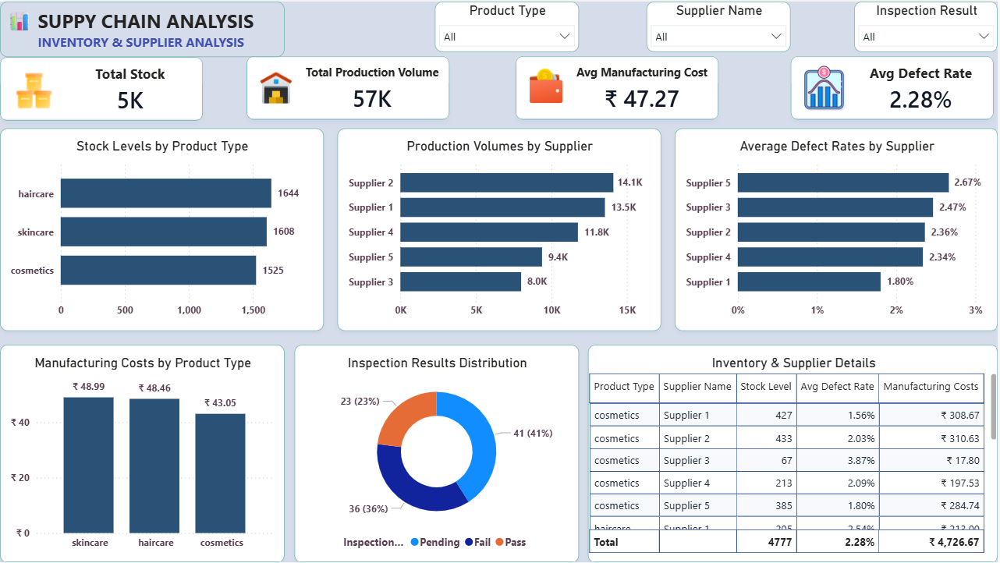 SUPPY CHAIN ANALYSIS
INVENTORY & SUPPLIER ANALYSIS
Product Type
All
Supplier Name
All
Inspection Result
All
Total Stock
5K
Total Production Volume
57K
Avg Manufacturing Cost
₹ 47.27
Avg Defect Rate
2.28%
Stock Levels by Product Type
haircare 1644
skincare 1608
cosmetics 1525
0 500 1,000 1,500
Production Volumes by Supplier
Supplier 2 14.1K
Supplier 1 13.5K
Supplier 4 11.8K
Supplier 5 9.4K
Supplier 3 8.0K
0K 5K 10K 15K
Average Defect Rates by Supplier
Supplier 5 2.67%
Supplier 3 2.47%
Supplier 2 2.36%
Supplier 4 2.34%
Supplier 1 1.80%
0% 1% 2% 3%
Manufacturing Costs by Product Type
₹ 48.99 ₹ 48.46 ₹ 43.05
₹ 40
₹ 20
₹ 0
skincare haircare cosmetics
Inspection Results Distribution
23 (23%)
41 (41%)
36 (36%)
Inspection... Pending Fail Pass
Inventory & Supplier Details
Product Type Supplier Name Stock Level Avg Defect Rate Manufacturing Costs
cosmetics Supplier 1 427 1.56% ₹ 308.67
cosmetics Supplier 2 433 2.03% ₹ 310.63
cosmetics Supplier 3 67 3.87% ₹ 17.80
cosmetics Supplier 4 213 2.09% ₹ 197.53
cosmetics Supplier 5 385 1.80% ₹ 284.74
haircare Supplier 1 205 2.54% ₹ 213.00
Total 4777 2.28% ₹ 4,726.67